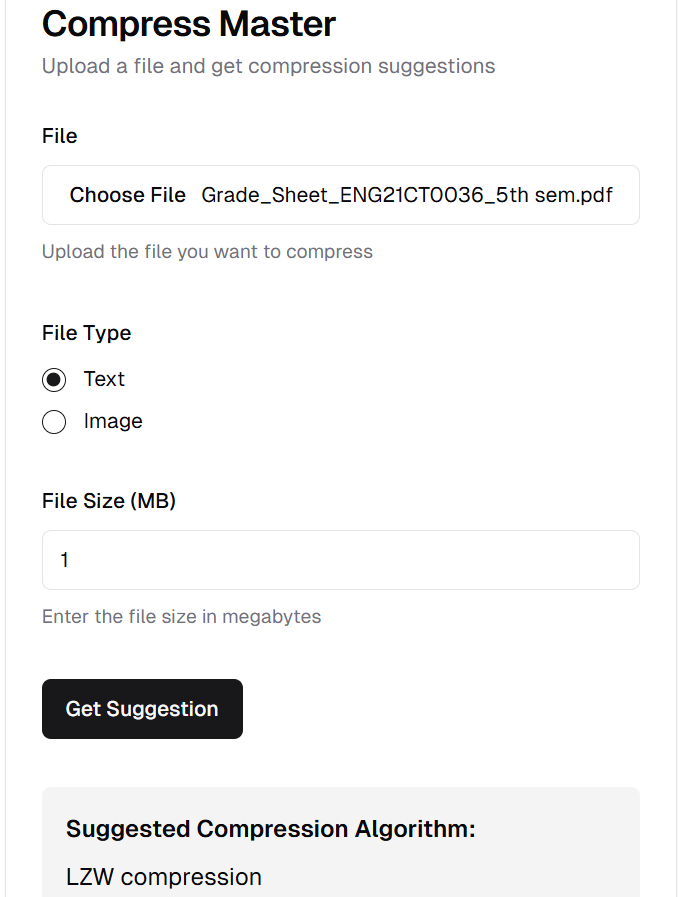 Compress Master
Upload a file and get compression suggestions
File
Choose File Grade_Sheet_ENG21CT0036_5th sem.pdf
Upload the file you want to compress
File Type
Text
Image
File Size (MB)
1
Enter the file size in megabytes
Get Suggestion
Suggested Compression Algorithm:
LZW compression